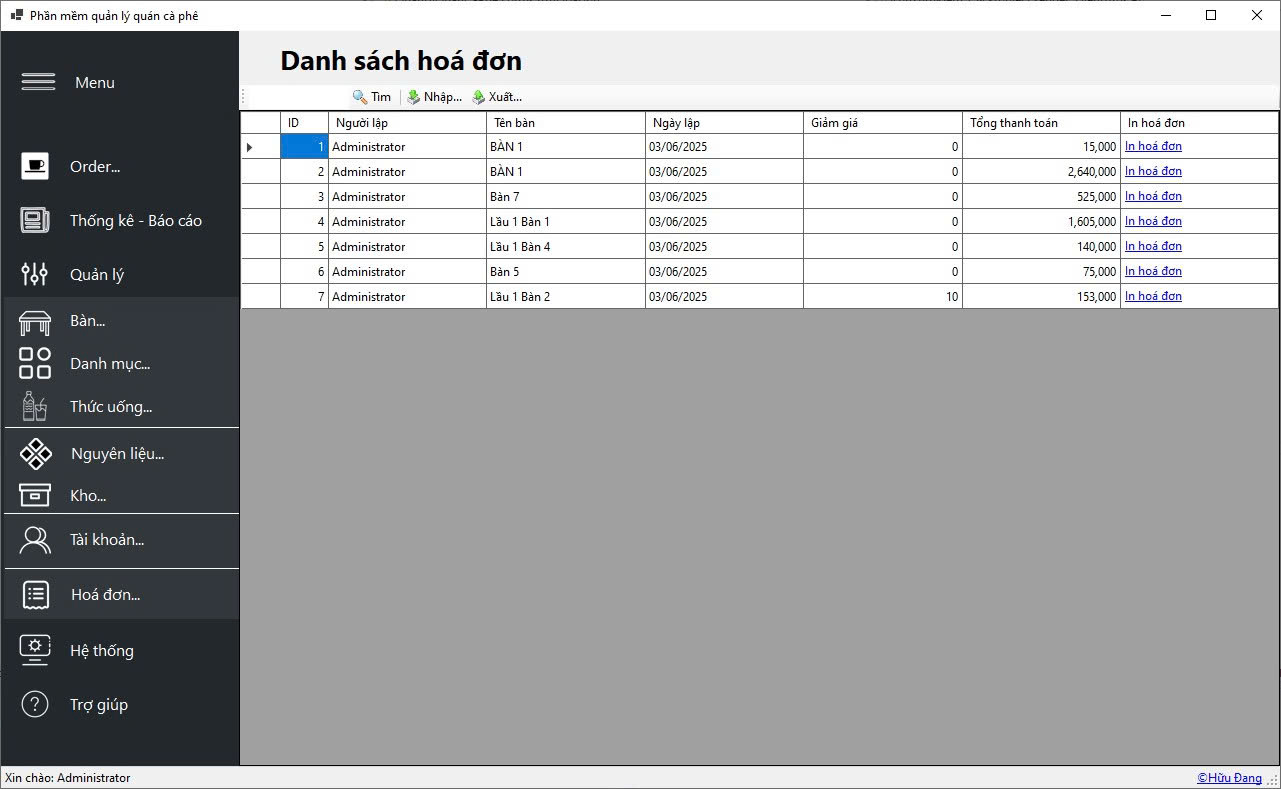 Phần mềm quản lý quán cà phê
Menu
Order...
Thống kê - Báo cáo
Quản lý
Bàn...
Danh mục...
Thức uống...
Nguyên liệu...
Kho...
Tài khoản...
Hoá đơn...
Hệ thống
Trợ giúp
Danh sách hoá đơn
Tìm Nhập... Xuất...
ID Người lập Tên bàn Ngày lập Giảm giá Tổng thanh toán In hoá đơn
1 Administrator BÀN 1 03/06/2025 0 15,000 In hoá đơn
2 Administrator BÀN 1 03/06/2025 0 2,640,000 In hoá đơn
3 Administrator Bàn 7 03/06/2025 0 525,000 In hoá đơn
4 Administrator Lầu 1 Bàn 1 03/06/2025 0 1,605,000 In hoá đơn
5 Administrator Lầu 1 Bàn 4 03/06/2025 0 140,000 In hoá đơn
6 Administrator Bàn 5 03/06/2025 0 75,000 In hoá đơn
7 Administrator Lầu 1 Bàn 2 03/06/2025 10 153,000 In hoá đơn
Xin chào: Administrator
©Hữu Đang